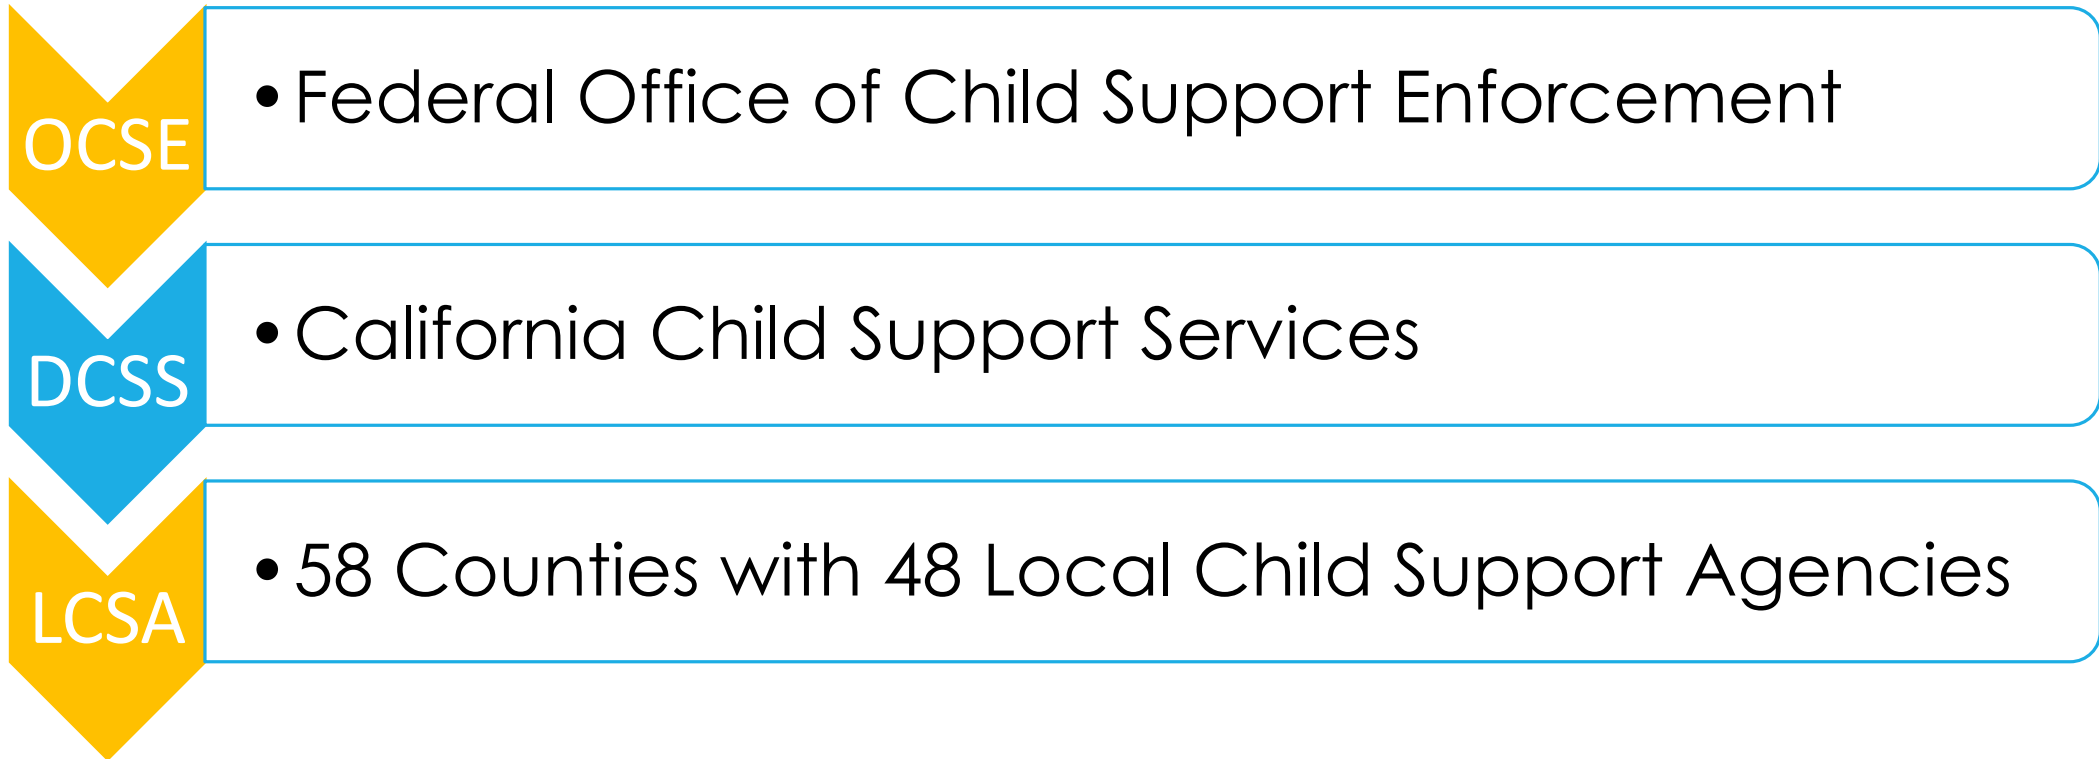 OCSE
•Federal Office of Child Support Enforcement
DCSS
•California Child Support Services
LCSA
•58 Counties with 48 Local Child Support Agencies